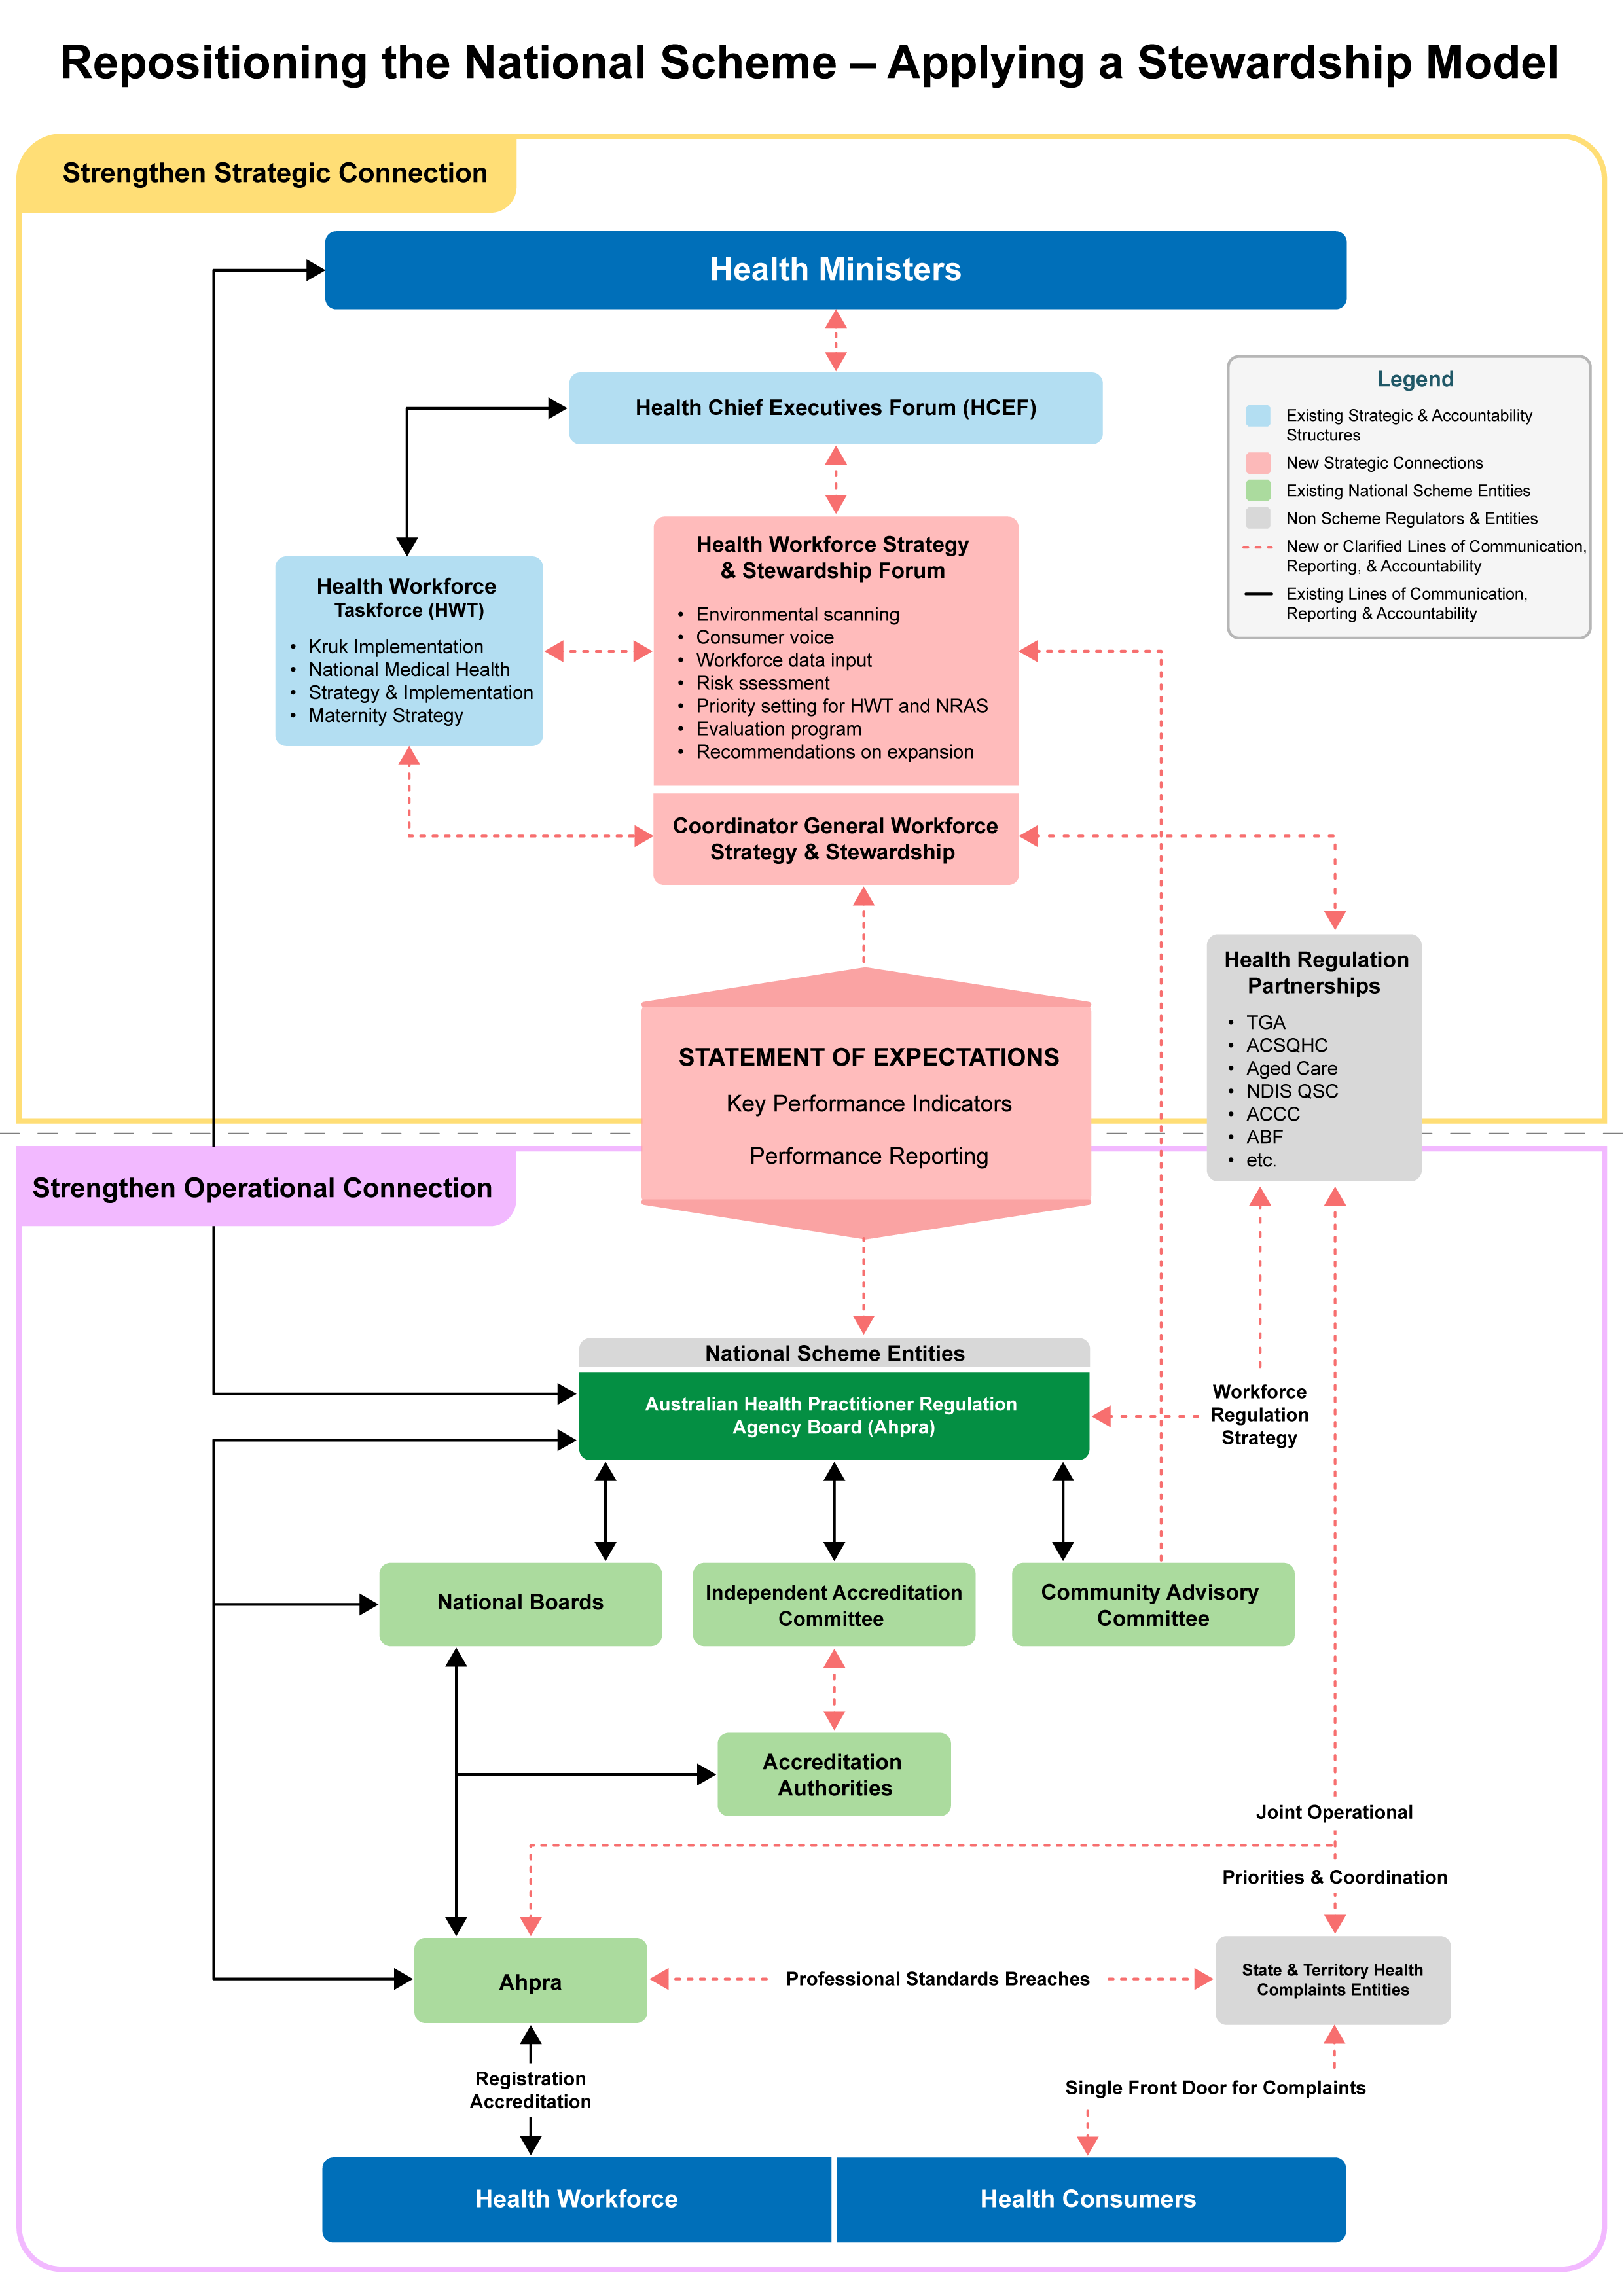 Repositioning the National Scheme – Applying a Stewardship Model
Strengthen Strategic Connection
Health Ministers
Health Chief Executives Forum (HCEF)
Legend
Existing Strategic & Accountability
Structures
New Strategic Connections
Existing National Scheme Entities
Non Scheme Regulators & Entities
New or Clarified Lines of Communication,
Reporting, & Accountability
Existing Lines of Communication,
Reporting & Accountability
Health Workforce
Taskforce (HWT)
• Kruk Implementation
• National Medical Health
• Strategy & Implementation
• Maternity Strategy
Health Workforce Strategy
& Stewardship Forum
• Environmental scanning
• Consumer voice
• Workforce data input
• Risk ssessment
• Priority setting for HWT and NRAS
• Evaluation program
• Recommendations on expansion
Coordinator General Workforce
Strategy & Stewardship
Health Regulation
Partnerships
• TGA
• ACSQHC
• Aged Care
• NDIS QSC
• ACCC
• ABF
• etc.
STATEMENT OF EXPECTATIONS
Key Performance Indicators
Performance Reporting
Strengthen Operational Connection
National Scheme Entities
Australian Health Practitioner Regulation
Agency Board (Ahpra)
Workforce
Regulation
Strategy
National Boards
Independent Accreditation
Committee
Community Advisory
Committee
Accreditation
Authorities
Joint Operational
Priorities & Coordination
Ahpra
Professional Standards Breaches
State & Territory Health
Complaints Entities
Registration
Accreditation
Single Front Door for Complaints
Health Workforce
Health Consumers